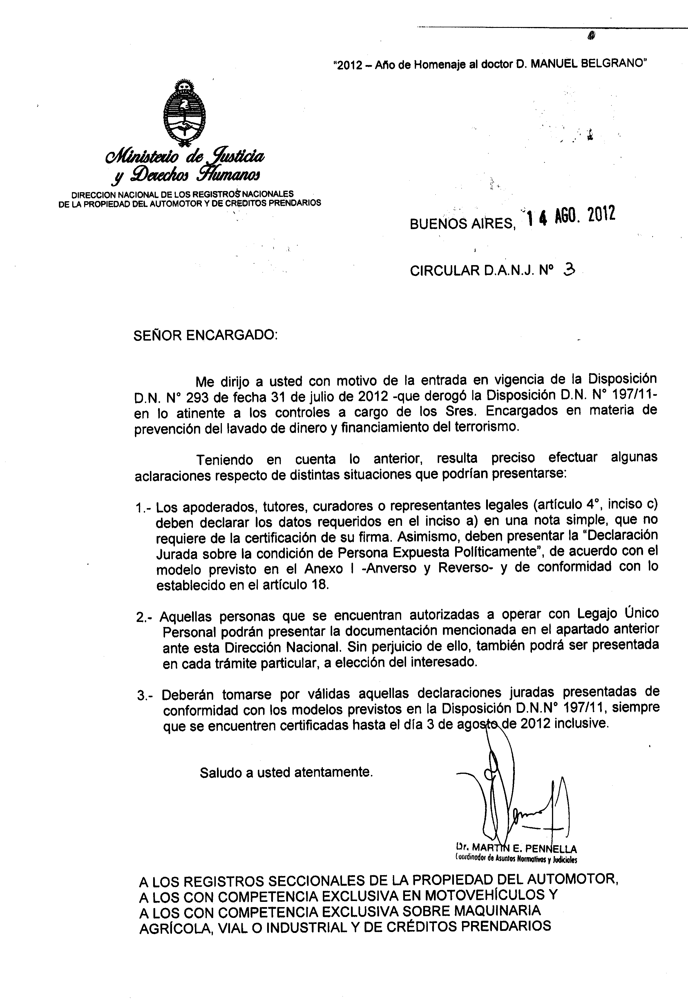 "2012 – Año de Homenaje al doctor D. MANUEL BELGRANO"
Ministerio de Justicia
y Derechos Humanos
DIRECCION NACIONAL DE LOS REGISTROS NACIONALES
DE LA PROPIEDAD DEL AUTOMOTOR Y DE CREDITOS PRENDARIOS
BUENOS AIRES, 14 AGO. 2012
CIRCULAR D.A.N.J. Nº 3
SEÑOR ENCARGADO:
Me dirijo a usted con motivo de la entrada en vigencia de la Disposición
D.N. N° 293 de fecha 31 de julio de 2012 -que derogó la Disposición D.N. N° 197/11-
en lo atinente a los controles a cargo de los Sres. Encargados en materia de
prevención del lavado de dinero y financiamiento del terrorismo.
Teniendo en cuenta lo anterior, resulta preciso efectuar algunas
aclaraciones respecto de distintas situaciones que podrían presentarse:
1.- Los apoderados, tutores, curadores o representantes legales (artículo 4°, inciso c)
deben declarar los datos requeridos en el inciso a) en una nota simple, que no
requiere de la certificación de su firma. Asimismo, deben presentar la "Declaración
Jurada sobre la condición de Persona Expuesta Políticamente", de acuerdo con el
modelo previsto en el Anexo I -Anverso y Reverso- y de conformidad con lo
establecido en el artículo 18.
2.- Aquellas personas que se encuentran autorizadas a operar con Legajo Único
Personal podrán presentar la documentación mencionada en el apartado anterior
ante esta Dirección Nacional. Sin perjuicio de ello, también podrá ser presentada
en cada trámite particular, a elección del interesado.
3.- Deberán tomarse por válidas aquellas declaraciones juradas presentadas de
conformidad con los modelos previstos en la Disposición D.N.N° 197/11, siempre
que se encuentren certificadas hasta el día 3 de agosto de 2012 inclusive.
Saludo a usted atentamente.
Dr. MARTIN E. PENNELLA
Coordinador de Asuntos Normativos y Judiciales
A LOS REGISTROS SECCIONALES DE LA PROPIEDAD DEL AUTOMOTOR,
A LOS CON COMPETENCIA EXCLUSIVA EN MOTOVEHÍCULOS Y
A LOS CON COMPETENCIA EXCLUSIVA SOBRE MAQUINARIA
AGRÍCOLA, VIAL O INDUSTRIAL Y DE CRÉDITOS PRENDARIOS